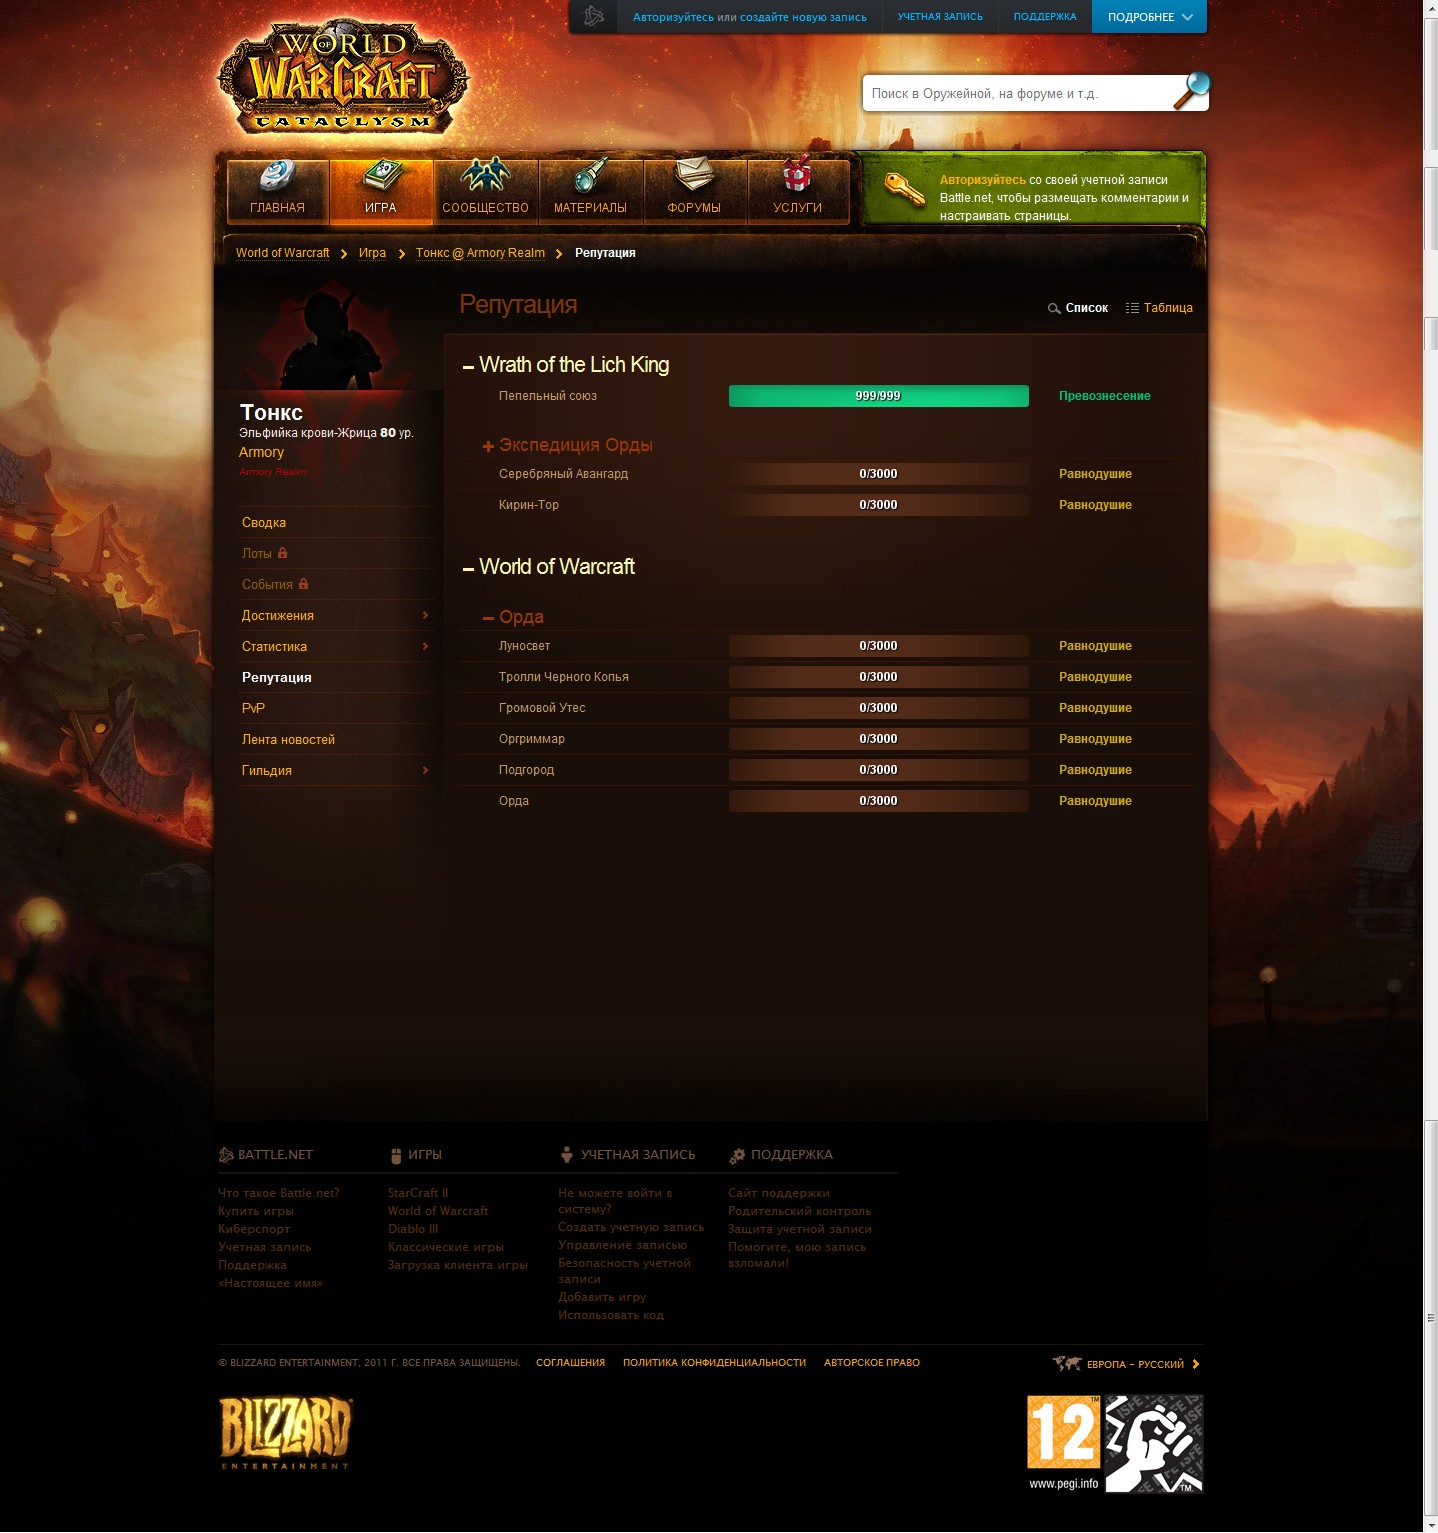 Авторизуйтесь или создайте новую запись
УЧЕТНАЯ ЗАПИСЬ
ПОДДЕРЖКА
ПОДРОБНЕЕ
WORLD
OF
WARCRAFT
CATACLYSM
Поиск в Оружейной, на форуме и т.д.
ГЛАВНАЯ
ИГРА
СООБЩЕСТВО
МАТЕРИАЛЫ
ФОРУМЫ
УСЛУГИ
Авторизуйтесь со своей учетной записи
Battle.net, чтобы размещать комментарии и
настраивать страницы.
World of Warcraft
Игра
Тонкс @ Armory Realm
Репутация
Репутация
Список
Таблица
Тонкс
Эльфийка крови-Жрица 80 ур.
Armory
Armory Realm
Сводка
Лоты
События
Достижения
Статистика
Репутация
PvP
Лента новостей
Гильдия
Wrath of the Lich King
Пепельный союз 999/999 Превознесение
Экспедиция Орды
Серебряный Авангард 0/3000 Равнодушие
Кирин-Тор 0/3000 Равнодушие
World of Warcraft
Орда
Луносвет 0/3000 Равнодушие
Тролли Черного Копья 0/3000 Равнодушие
Громовой Утес 0/3000 Равнодушие
Оргриммар 0/3000 Равнодушие
Подгород 0/3000 Равнодушие
Орда 0/3000 Равнодушие
BATTLE.NET
Что такое Battle.net?
Купить игры
Киберспорт
Учетная запись
Поддержка
«Настоящее имя»
ИГРЫ
StarCraft II
World of Warcraft
Diablo III
Классические игры
Загрузка клиента игры
УЧЕТНАЯ ЗАПИСЬ
Не можете войти в
систему?
Создать учетную запись
Управление записью
Безопасность учетной
записи
Добавить игру
Использовать код
ПОДДЕРЖКА
Сайт поддержки
Родительский контроль
Защита учетной записи
Помогите, мою запись
взломали!
© BLIZZARD ENTERTAINMENT, 2011 Г. ВСЕ ПРАВА ЗАЩИЩЕНЫ.
СОГЛАШЕНИЯ
ПОЛИТИКА КОНФИДЕНЦИАЛЬНОСТИ
АВТОРСКОЕ ПРАВО
ЕВРОПА – РУССКИЙ
BLIZZARD
ENTERTAINMENT
12
www.pegi.info
ISFE
TM